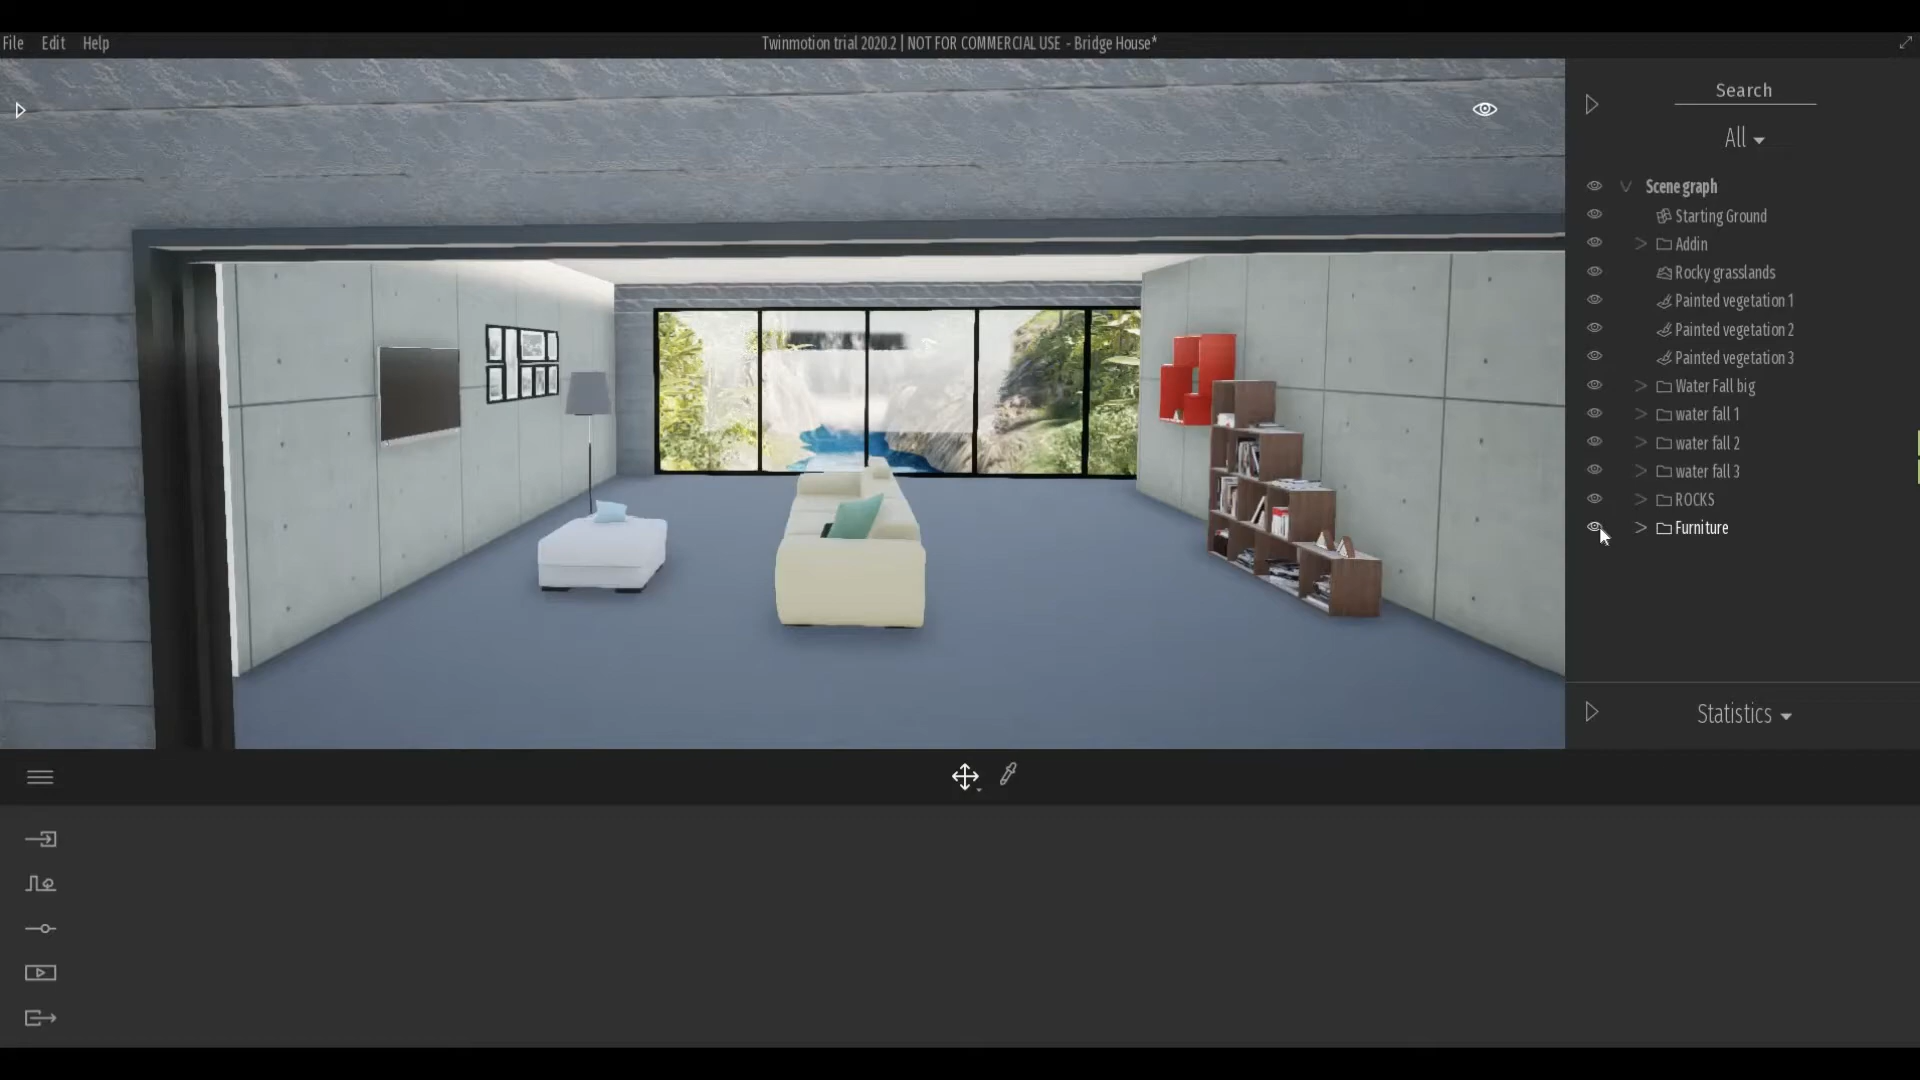 File Edit Help
Twinmotion trial 2020.2 | NOT FOR COMMERCIAL USE - Bridge House*
Search
All
Scene graph
Starting Ground
Addin
Rocky grasslands
Painted vegetation 1
Painted vegetation 2
Painted vegetation 3
Water Fall big
water fall 1
water fall 2
water fall 3
ROCKS
Furniture
Statistics